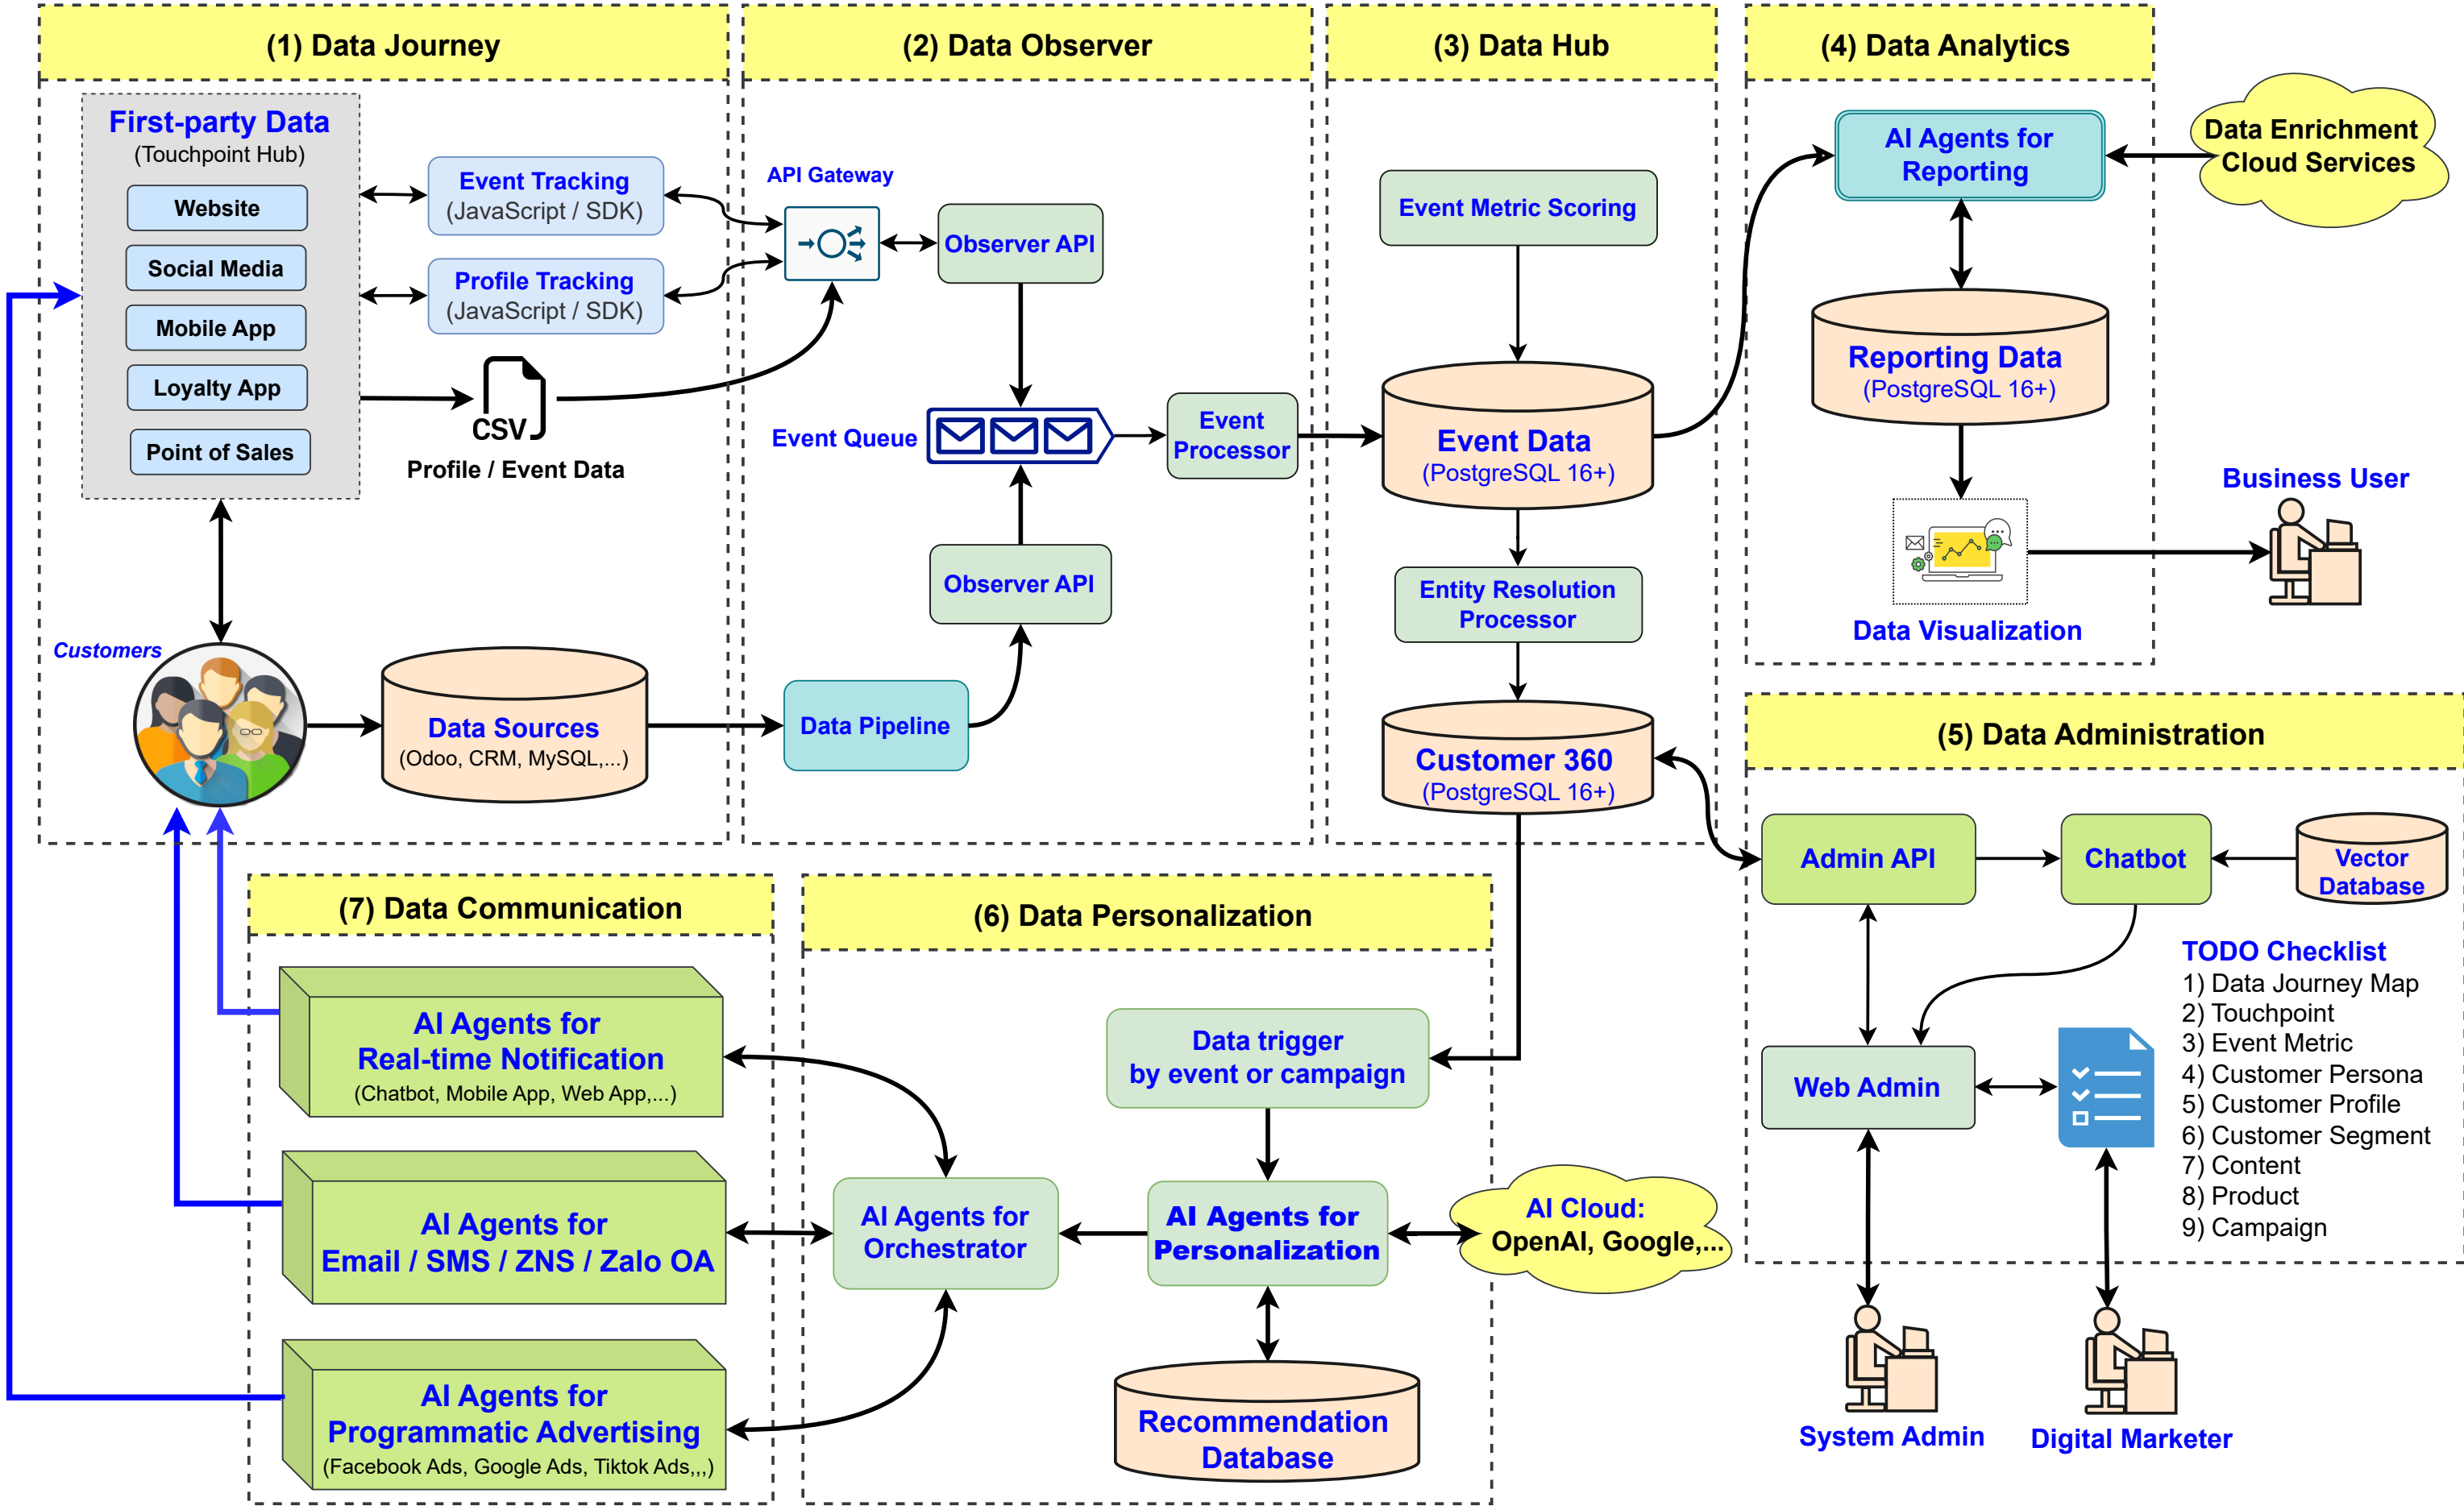 (1) Data Journey
First-party Data
(Touchpoint Hub)
Website
Social Media
Mobile App
Loyalty App
Point of Sales
Event Tracking
(JavaScript / SDK)
Profile Tracking
(JavaScript / SDK)
CSV
Profile / Event Data
Customers
Data Sources
(Odoo, CRM, MySQL,...)
(2) Data Observer
API Gateway
Observer API
Event Queue
Event
Processor
Observer API
Data Pipeline
(3) Data Hub
Event Metric Scoring
Event Data
(PostgreSQL 16+)
Entity Resolution
Processor
Customer 360
(PostgreSQL 16+)
(4) Data Analytics
AI Agents for
Reporting
Data Enrichment
Cloud Services
Reporting Data
(PostgreSQL 16+)
Data Visualization
Business User
(5) Data Administration
Admin API
Chatbot
Vector
Database
Web Admin
TODO Checklist
1) Data Journey Map
2) Touchpoint
3) Event Metric
4) Customer Persona
5) Customer Profile
6) Customer Segment
7) Content
8) Product
9) Campaign
System Admin
Digital Marketer
(6) Data Personalization
Data trigger
by event or campaign
AI Agents for
Orchestrator
AI Agents for
Personalization
AI Cloud:
OpenAI, Google,...
Recommendation
Database
(7) Data Communication
AI Agents for
Real-time Notification
(Chatbot, Mobile App, Web App,...)
AI Agents for
Email / SMS / ZNS / Zalo OA
AI Agents for
Programmatic Advertising
(Facebook Ads, Google Ads, Tiktok Ads,,,)